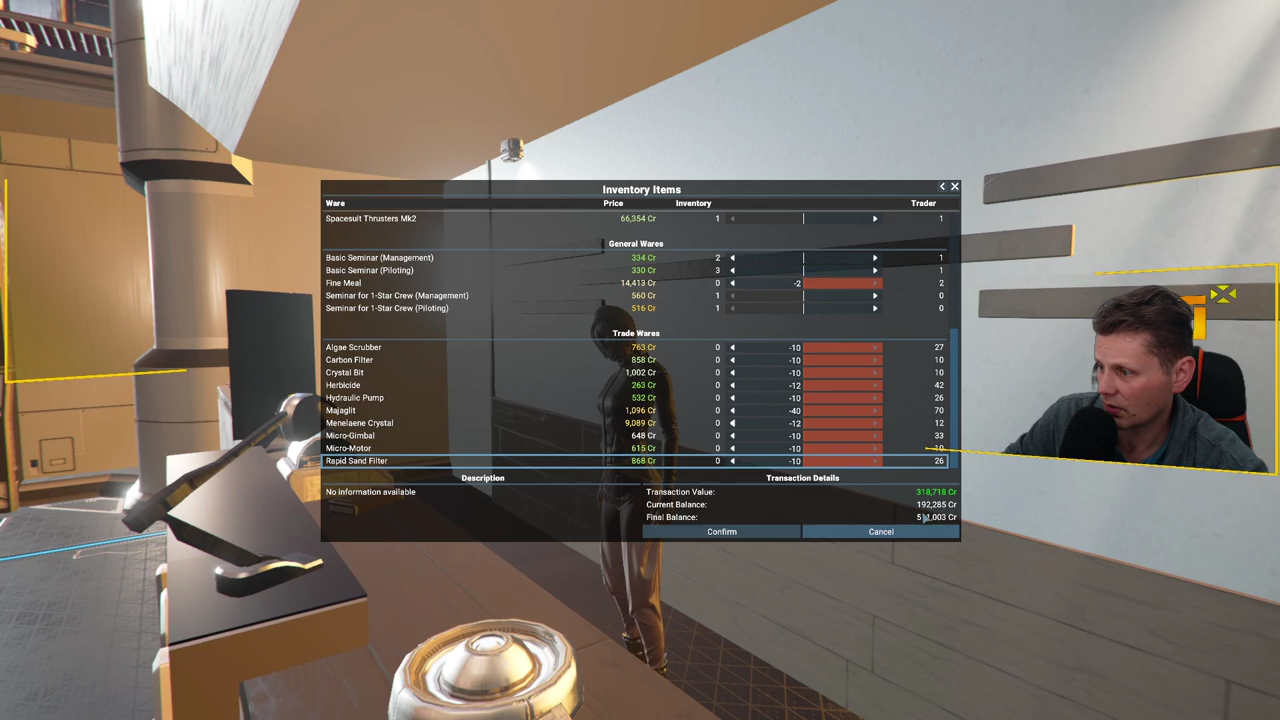 Inventory Items
Ware Price Inventory Trader
Spacesuit Thrusters Mk2 66,354 Cr 1 1
General Wares
Basic Seminar (Management) 334 Cr 2 1
Basic Seminar (Piloting) 330 Cr 3 1
Fine Meal 14,413 Cr 0 -2 2
Seminar for 1-Star Crew (Management) 560 Cr 1 0
Seminar for 1-Star Crew (Piloting) 516 Cr 1 0
Trade Wares
Algae Scrubber 763 Cr 0 -10 27
Carbon Filter 858 Cr 0 -10 10
Crystal Bit 1,002 Cr 0 -10 10
Herbicide 263 Cr 0 -12 42
Hydraulic Pump 532 Cr 0 -10 26
Majaglit 1,096 Cr 0 -40 70
Menelaene Crystal 9,089 Cr 0 -12 12
Micro-Gimbal 648 Cr 0 -10 33
Micro-Motor 615 Cr 0 -10
Rapid Sand Filter 868 Cr 0 -10 26
Description Transaction Details
No information available Transaction Value: 318,718 Cr
Current Balance: 192,285 Cr
Final Balance: 511,003 Cr
Confirm Cancel